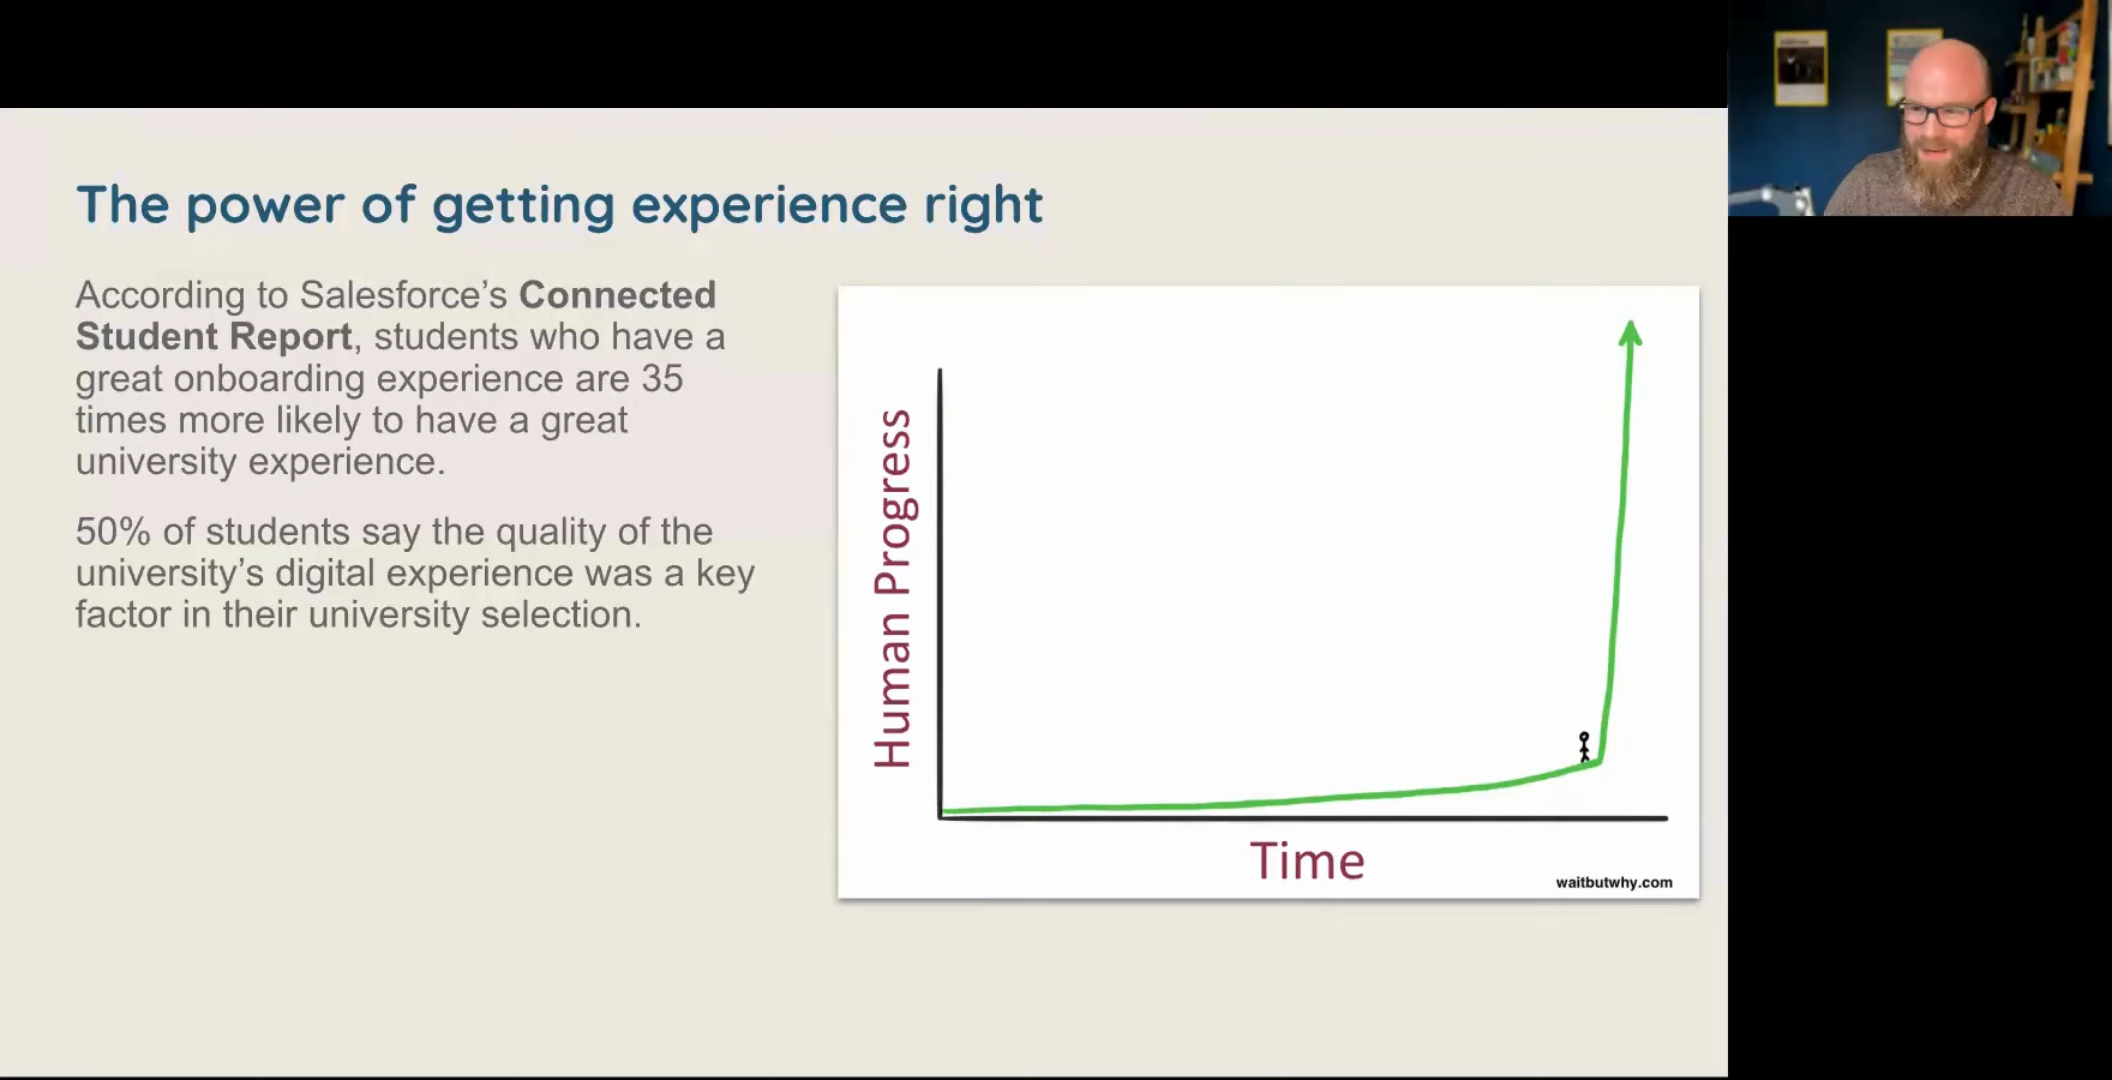 The power of getting experience right
According to Salesforce’s Connected
Student Report, students who have a
great onboarding experience are 35
times more likely to have a great
university experience.
50% of students say the quality of the
university’s digital experience was a key
factor in their university selection.
Human Progress
Time
waitbutwhy.com